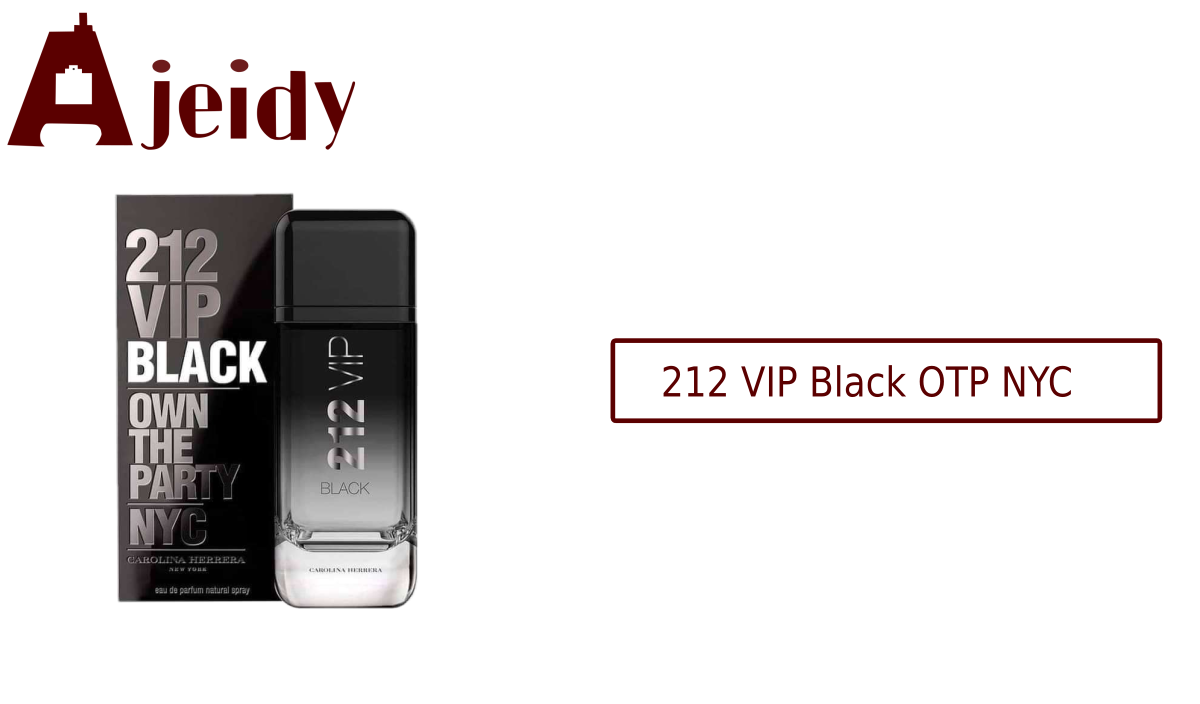 Ajeidy
212
VIP
BLACK
OWN
THE
PARTY
NYC
CAROLINA HERRERA
NEW YORK
eau de parfum natural spray
212 VIP
BLACK
CAROLINA HERRERA
212 VIP Black OTP NYC